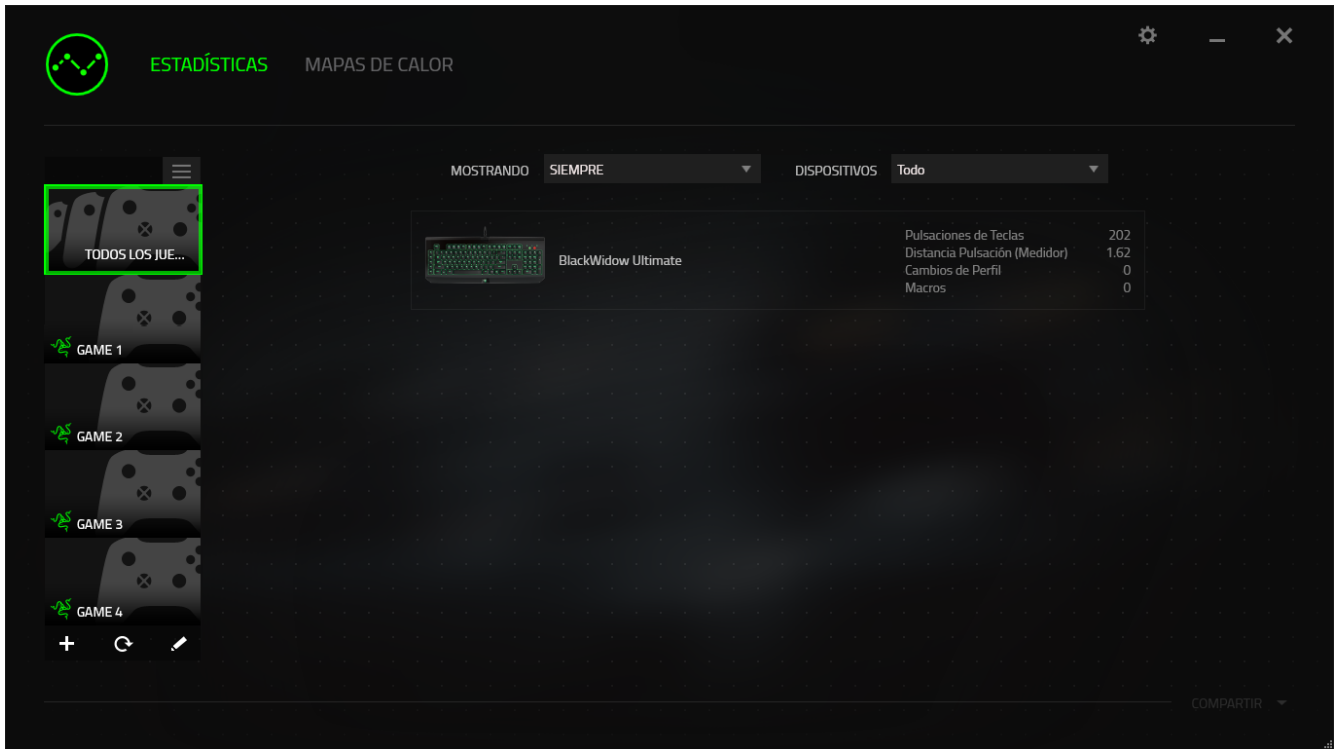 ESTADÍSTICAS MAPAS DE CALOR
MOSTRANDO SIEMPRE DISPOSITIVOS Todo
TODOS LOS JUE...
BlackWidow Ultimate
Pulsaciones de Teclas 202
Distancia Pulsación (Medidor) 1.62
Cambios de Perfil 0
Macros 0
GAME 1
GAME 2
GAME 3
GAME 4
COMPARTIR